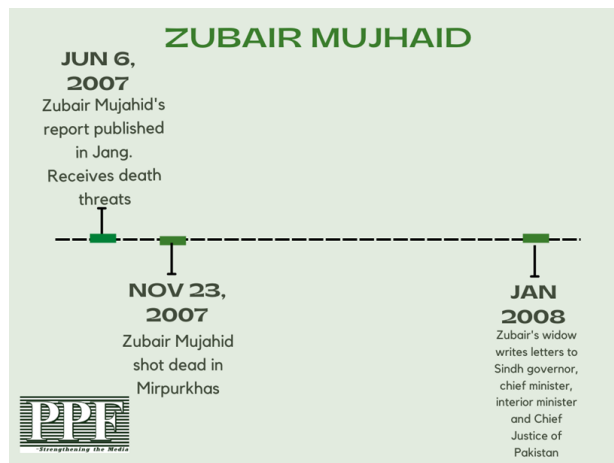 ZUBAIR MUJHAID
JUN 6,
2007
Zubair Mujahid's
report published
in Jang.
Receives death
threats
NOV 23,
2007
Zubair Mujahid
shot dead in
Mirpurkhas
JAN
2008
Zubair's widow
writes letters to
Sindh governor,
chief minister,
interior minister
and Chief
Justice of
Pakistan
PPF
-Strengthening the Media